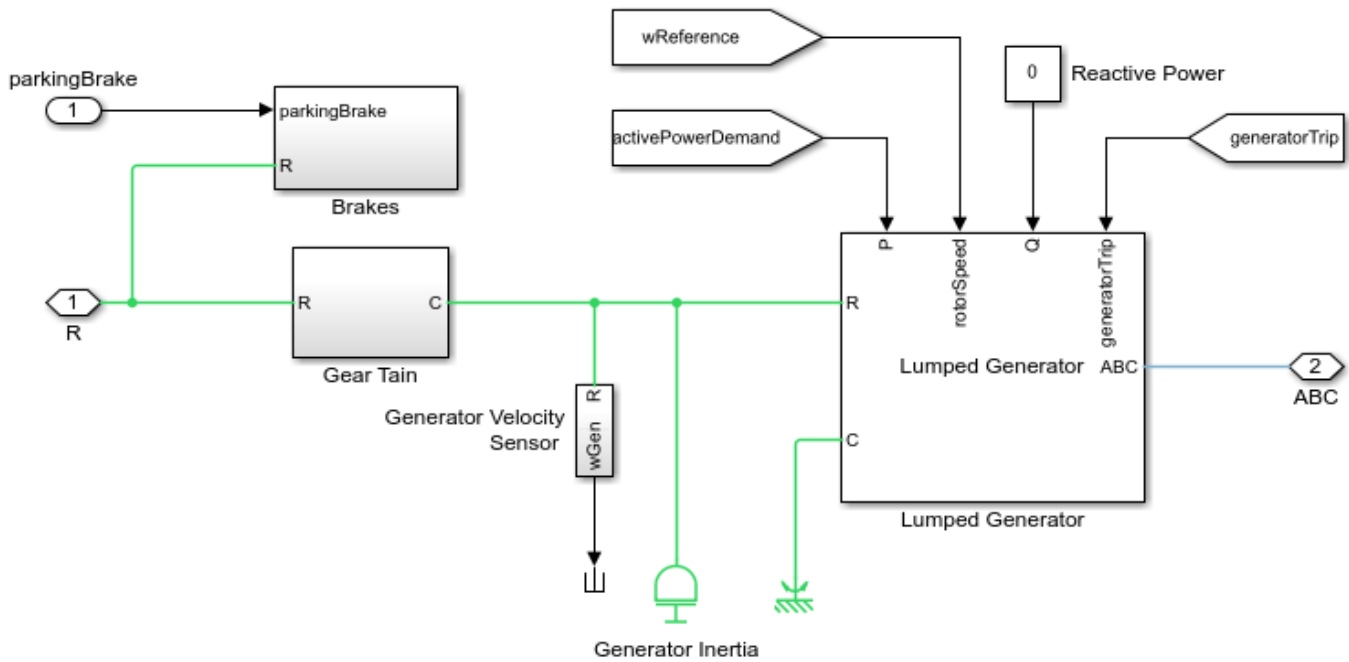 wReference
parkingBrake
0
Reactive Power
1
parkingBrake
activePowerDemand
generatorTrip
R
Brakes
P
rotorSpeed
Q
generatorTrip
1
R
R
C
R
Gear Tain
Lumped Generator
ABC
2
ABC
Generator Velocity
Sensor
R
wGen
C
Lumped Generator
Generator Inertia